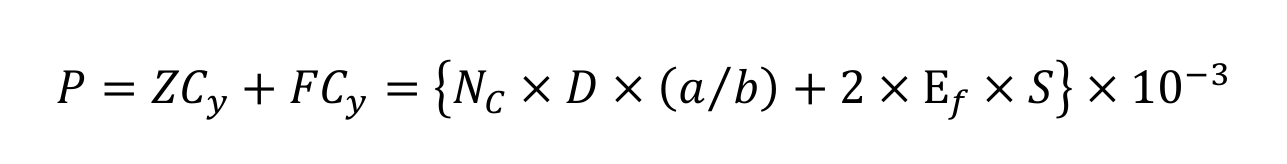 P = ZC_y + FC_y = {N_C × D × (a/b) + 2 × E_f × S} × 10^{−3}